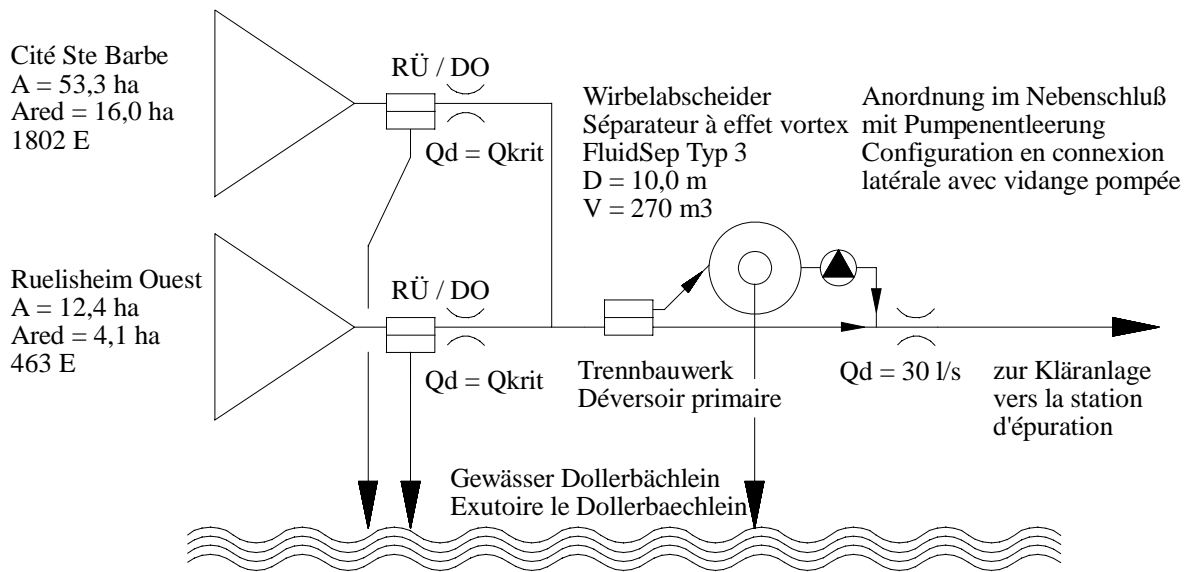 Cité Ste Barbe
A = 53,3 ha
Ared = 16,0 ha
1802 E
RÜ / DO
Qd = Qkrit
Wirbelabscheider
Séparateur à effet vortex
FluidSep Typ 3
D = 10,0 m
V = 270 m3
Anordnung im Nebenschluß
mit Pumpenentleerung
Configuration en connexion
latérale avec vidange pompée
Ruelisheim Ouest
A = 12,4 ha
Ared = 4,1 ha
463 E
RÜ / DO
Qd = Qkrit
Trennbauwerk
Déversoir primaire
Qd = 30 l/s
zur Kläranlage
vers la station
d'épuration
Gewässer Dollerbächlein
Exutoire le Dollerbaechlein